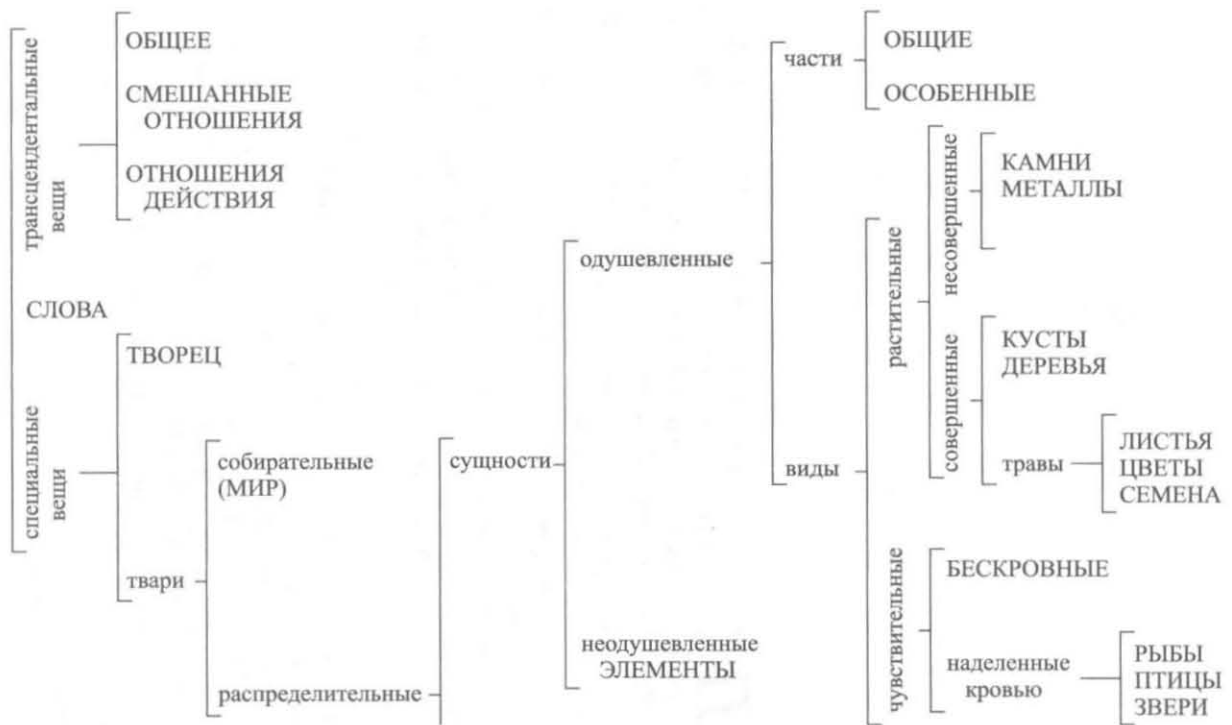 трансцендентальные
вещи
ОБЩЕЕ
СМЕШАННЫЕ
ОТНОШЕНИЯ
ОТНОШЕНИЯ
ДЕЙСТВИЯ
СЛОВА
специальные
вещи
ТВОРЕЦ
твари
собирательные
(МИР)
распределительные
сущности
одушевленные
неодушевленные
ЭЛЕМЕНТЫ
части
ОБЩИЕ
ОСОБЕННЫЕ
виды
растительные
несовершенные
КАМНИ
МЕТАЛЛЫ
совершенные
КУСТЫ
ДЕРЕВЬЯ
травы
ЛИСТЬЯ
ЦВЕТЫ
СЕМЕНА
чувствительные
БЕСКРОВНЫЕ
наделенные
кровью
РЫБЫ
ПТИЦЫ
ЗВЕРИ